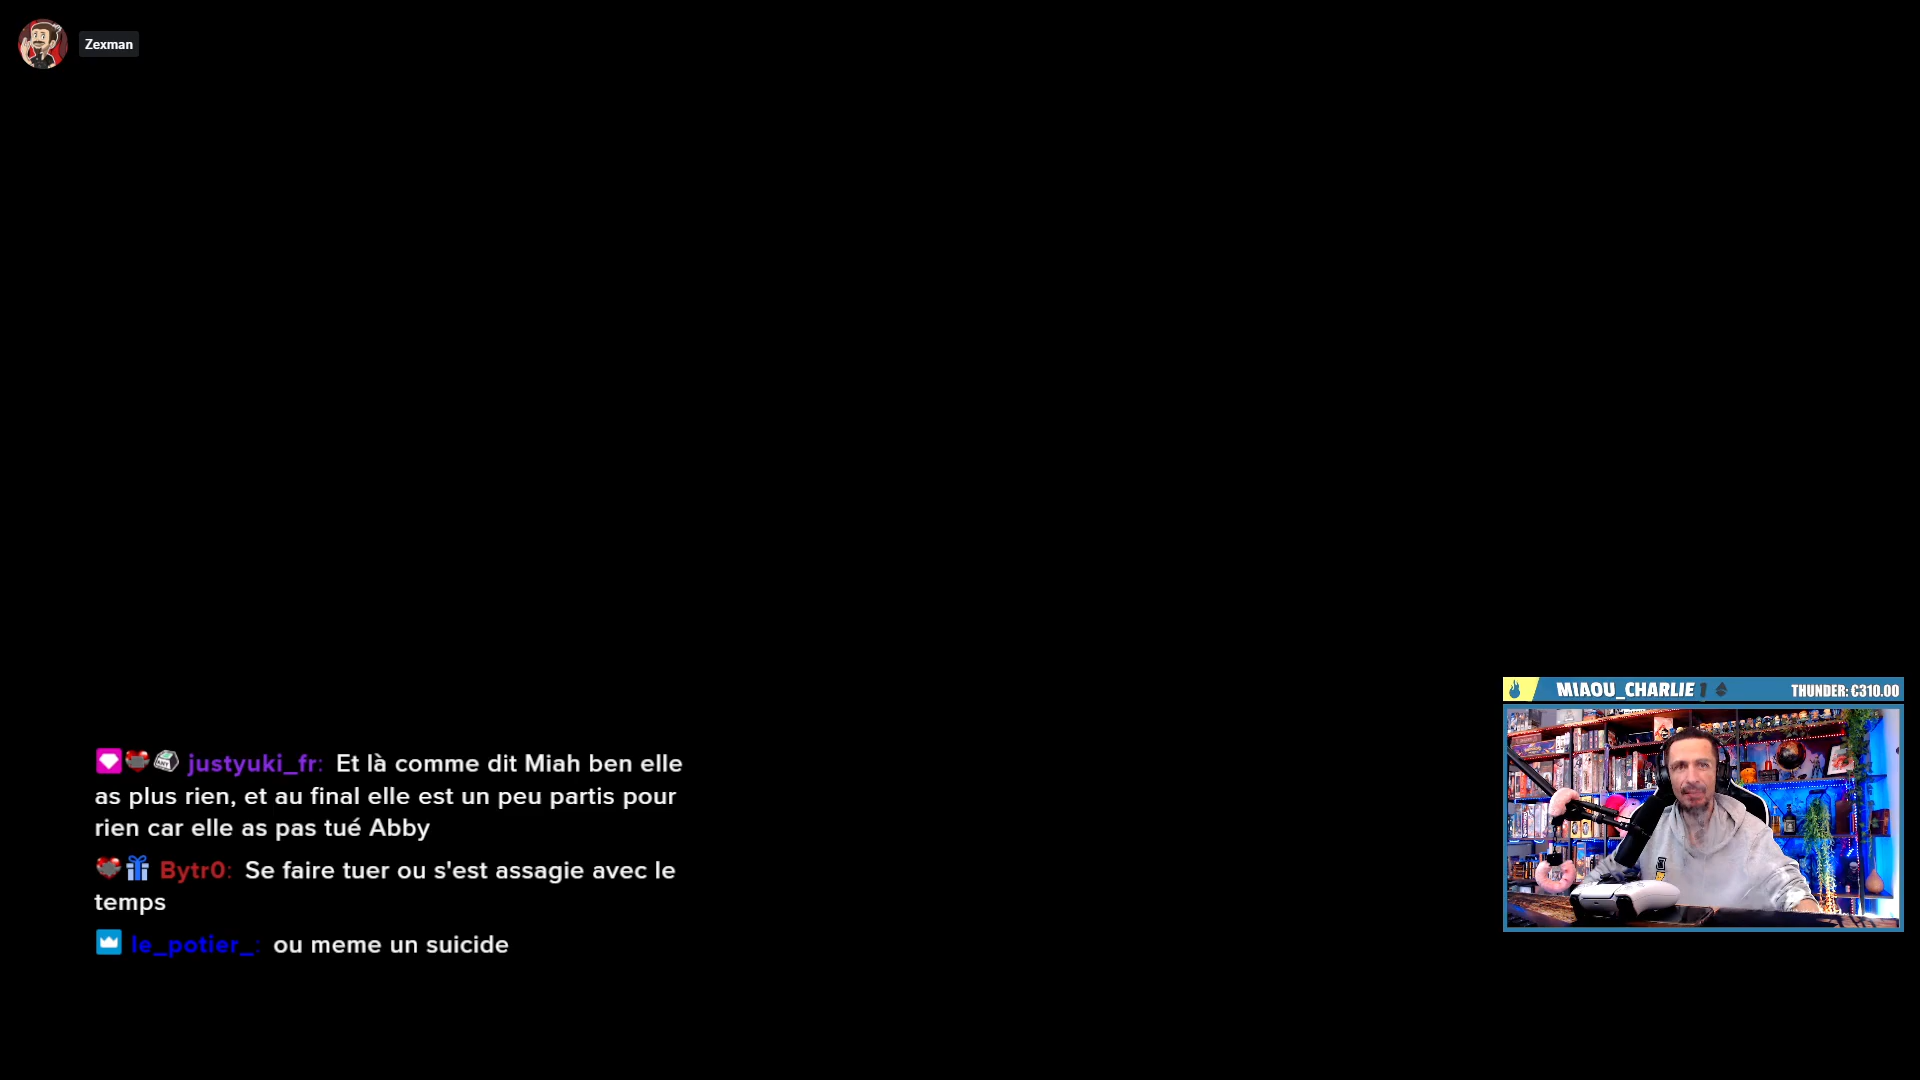 Zexman
MIAOU_CHARLIE 1
THUNDER: €310.00
justyuki_fr: Et là comme dit Miah ben elle
as plus rien, et au final elle est un peu partis pour
rien car elle as pas tué Abby
Bytr0: Se faire tuer ou s'est assagie avec le
temps
le_potier_: ou meme un suicide